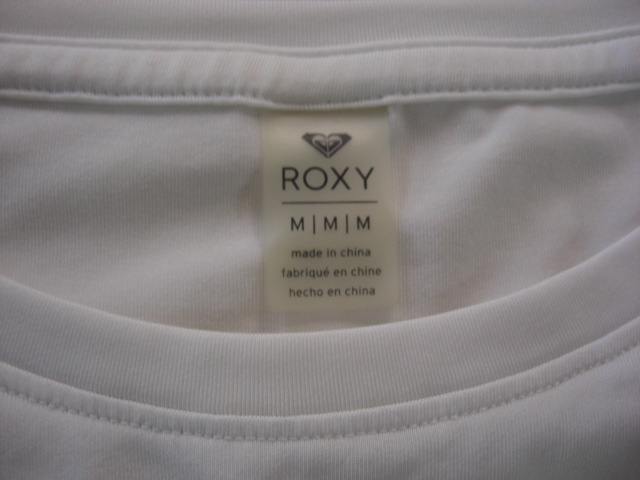 ROXY
M | M | M
made in china
fabriqué en chine
hecho en china